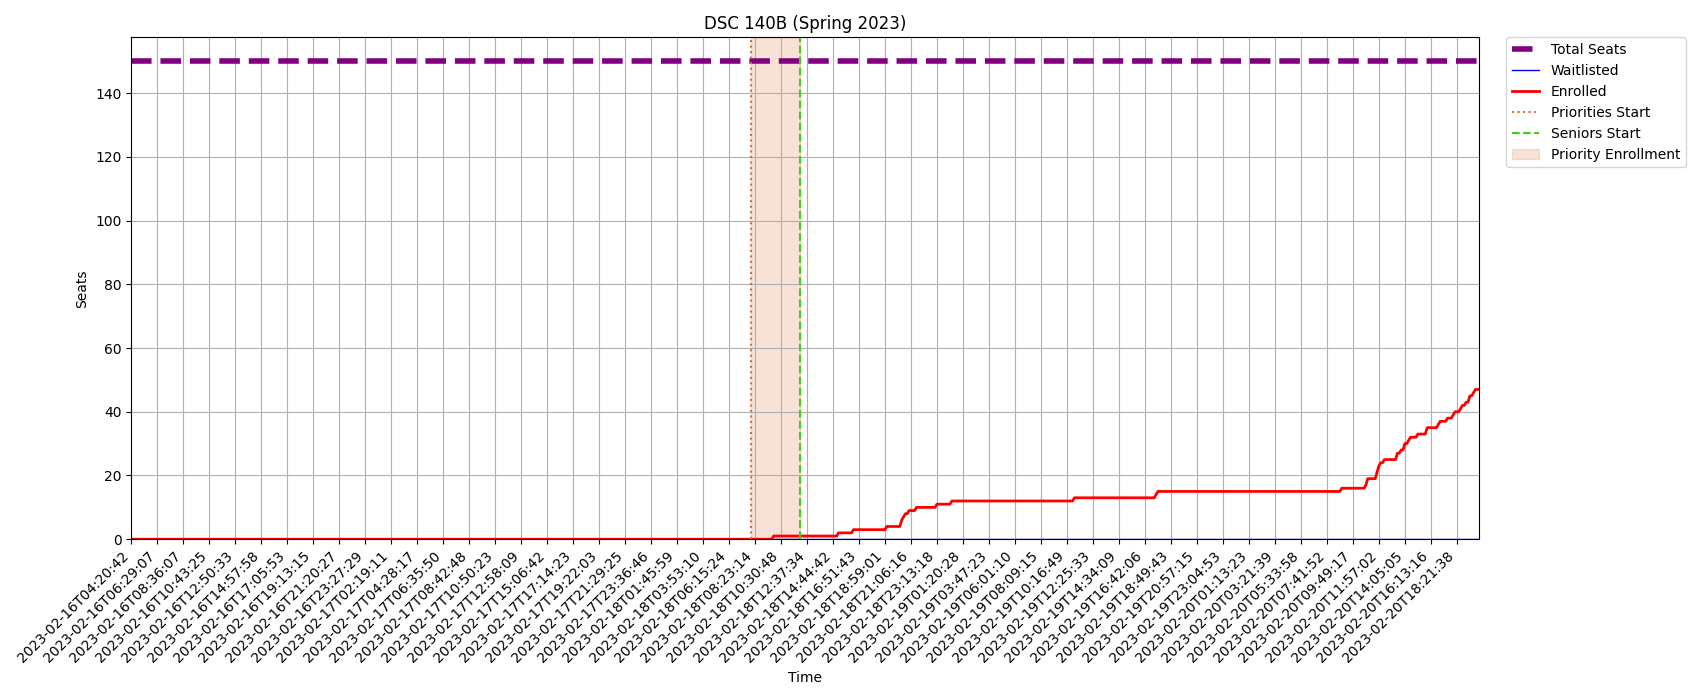 DSC 140B (Spring 2023)
Total Seats
Waitlisted
Enrolled
Priorities Start
Seniors Start
Priority Enrollment
Seats
140
120
100
80
60
40
20
0
2023-02-16T04:20:42
2023-02-16T06:29:07
2023-02-16T08:36:07
2023-02-16T10:43:25
2023-02-16T12:50:33
2023-02-16T14:57:58
2023-02-16T17:05:53
2023-02-16T19:13:15
2023-02-16T21:20:27
2023-02-16T23:27:29
2023-02-17T02:19:11
2023-02-17T04:28:17
2023-02-17T06:35:50
2023-02-17T08:42:48
2023-02-17T10:50:23
2023-02-17T12:58:09
2023-02-17T15:06:42
2023-02-17T17:14:23
2023-02-17T19:22:03
2023-02-17T21:29:25
2023-02-17T23:36:46
2023-02-18T01:45:59
2023-02-18T03:53:10
2023-02-18T06:15:24
2023-02-18T08:23:14
2023-02-18T10:30:48
2023-02-18T12:37:34
2023-02-18T14:44:42
2023-02-18T16:51:43
2023-02-18T18:59:01
2023-02-18T21:06:16
2023-02-18T23:13:18
2023-02-19T01:20:28
2023-02-19T03:47:23
2023-02-19T06:01:10
2023-02-19T08:09:15
2023-02-19T10:16:49
2023-02-19T12:25:33
2023-02-19T14:34:09
2023-02-19T16:42:06
2023-02-19T18:49:43
2023-02-19T20:57:15
2023-02-19T23:04:53
2023-02-20T01:13:23
2023-02-20T03:21:39
2023-02-20T05:33:58
2023-02-20T07:41:52
2023-02-20T09:49:17
2023-02-20T11:57:02
2023-02-20T14:05:05
2023-02-20T16:13:16
2023-02-20T18:21:38
Time